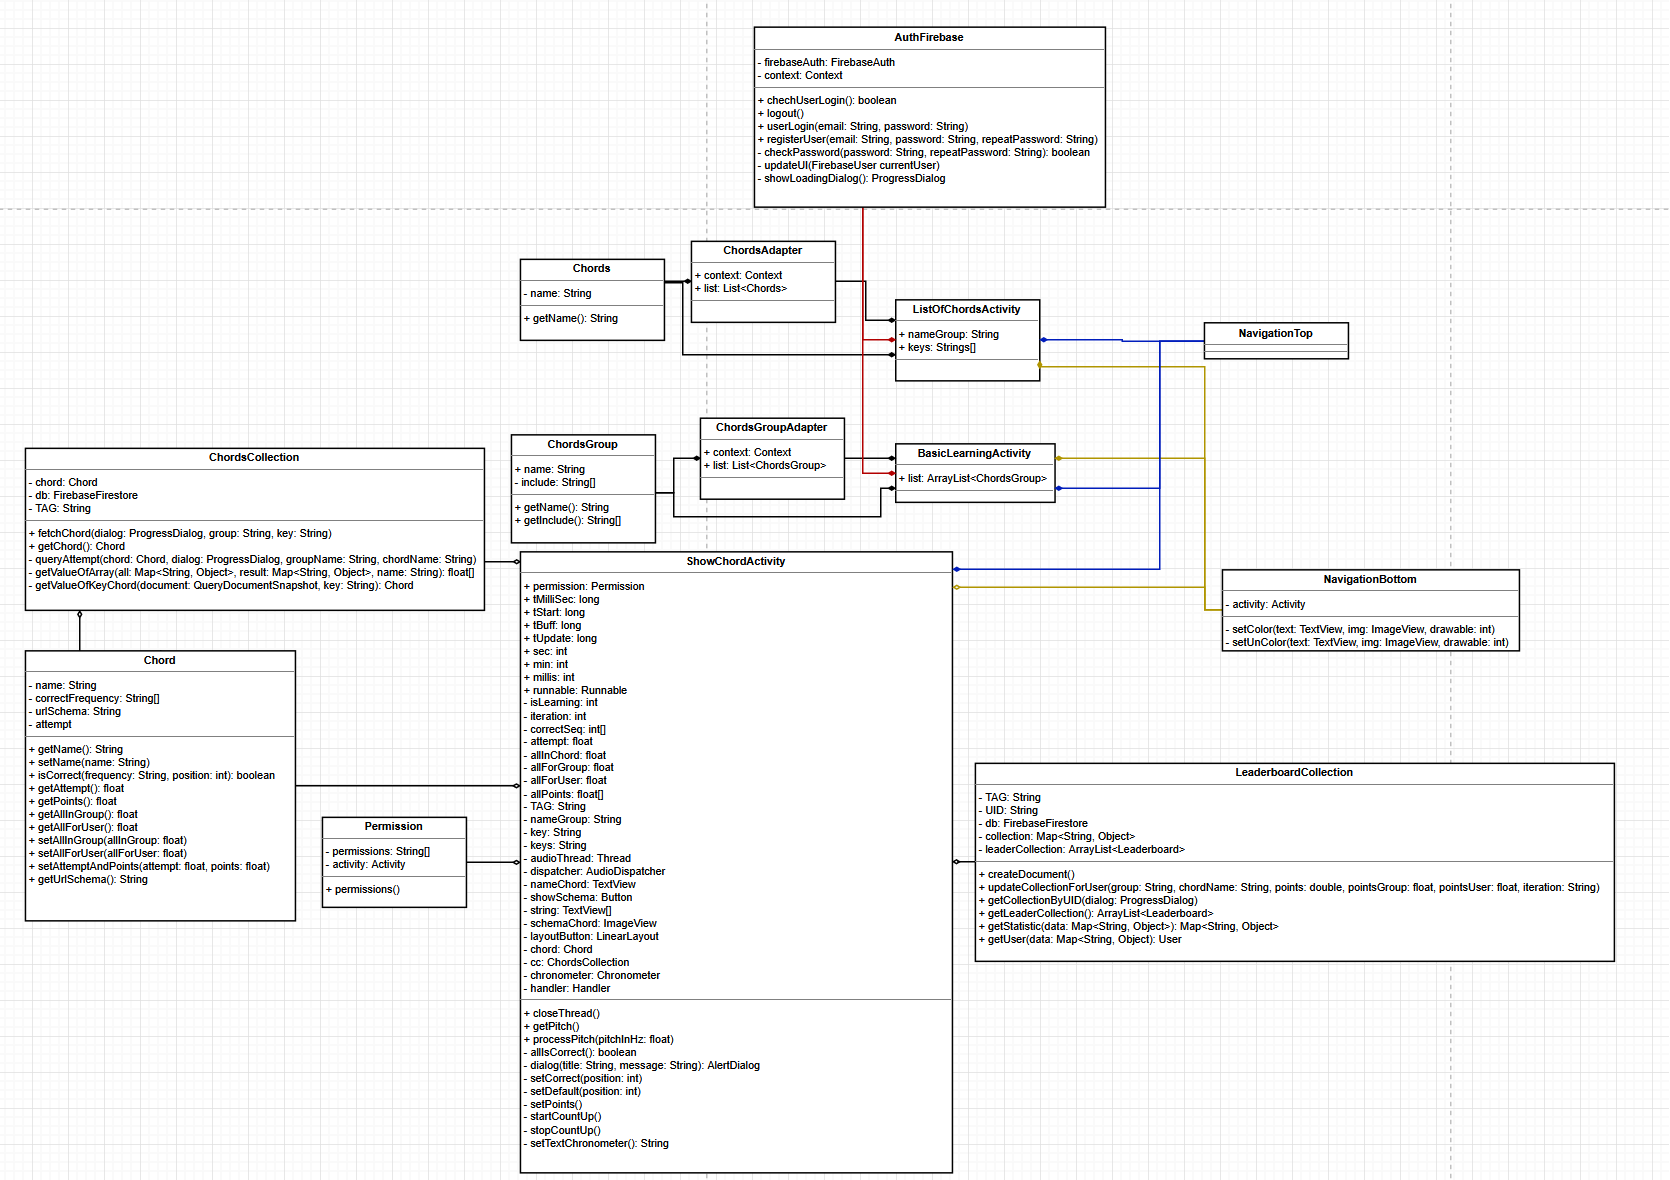 AuthFirebase
- firebaseAuth: FirebaseAuth
- context: Context
+ chechUserLogin(): boolean
+ logout()
+ userLogin(email: String, password: String)
+ registerUser(email: String, password: String, repeatPassword: String)
- checkPassword(password: String, repeatPassword: String): boolean
- updateUI(FirebaseUser currentUser)
- showLoadingDialog(): ProgressDialog
Chords
- name: String
+ getName(): String
ChordsAdapter
+ context: Context
+ list: List<Chords>
ListOfChordsActivity
+ nameGroup: String
+ keys: Strings[]
NavigationTop
ChordsCollection
- chord: Chord
- db: FirebaseFirestore
- TAG: String
+ fetchChord(dialog: ProgressDialog, group: String, key: String)
+ getChord(): Chord
- queryAttempt(chord: Chord, dialog: ProgressDialog, groupName: String, chordName: String)
- getValueOfArray(all: Map<String, Object>, result: Map<String, Object>, name: String): float[]
- getValueOfKeyChord(document: QueryDocumentSnapshot, key: String): Chord
ChordsGroup
+ name: String
- include: String[]
+ getName(): String
+ getInclude(): String[]
ChordsGroupAdapter
+ context: Context
+ list: List<ChordsGroup>
BasicLearningActivity
+ list: ArrayList<ChordsGroup>
NavigationBottom
- activity: Activity
- setColor(text: TextView, img: ImageView, drawable: int)
- setUnColor(text: TextView, img: ImageView, drawable: int)
Chord
- name: String
- correctFrequency: String[]
- urlSchema: String
- attempt
+ getName(): String
+ setName(name: String)
+ isCorrect(frequency: String, position: int): boolean
+ getAttempt(): float
+ getPoints(): float
+ getAllInGroup(): float
+ getAllForUser(): float
+ setAllInGroup(allInGroup: float)
+ setAllForUser(allForUser: float)
+ setAttemptAndPoints(attempt: float, points: float)
+ getUrlSchema(): String
Permission
- permissions: String[]
- activity: Activity
+ permissions()
ShowChordActivity
+ permission: Permission
+ tMilliSec: long
+ tStart: long
+ tBuff: long
+ tUpdate: long
+ sec: int
+ min: int
+ millis: int
+ runnable: Runnable
- isLearning: int
- iteration: int
- correctSeq: int[]
- attempt: float
- allInChord: float
- allForGroup: float
- allForUser: float
- allPoints: float[]
- TAG: String
- nameGroup: String
- key: String
- keys: String
- audioThread: Thread
- dispatcher: AudioDispatcher
- nameChord: TextView
- showSchema: Button
- string: TextView[]
- schemaChord: ImageView
- layoutButton: LinearLayout
- chord: Chord
- cc: ChordsCollection
- chronometer: Chronometer
- handler: Handler
+ closeThread()
+ getPitch()
+ processPitch(pitchInHz: float)
- allIsCorrect(): boolean
- dialog(title: String, message: String): AlertDialog
- setCorrect(position: int)
- setDefault(position: int)
- setPoints()
- startCountUp()
- stopCountUp()
- setTextChronometer(): String
LeaderboardCollection
- TAG: String
- UID: String
- db: FirebaseFirestore
- collection: Map<String, Object>
- leaderCollection: ArrayList<Leaderboard>
+ createDocument()
+ updateCollectionForUser(group: String, chordName: String, points: double, pointsGroup: float, pointsUser: float, iteration: String)
+ getCollectionByUID(dialog: ProgressDialog)
+ getLeaderCollection(): ArrayList<Leaderboard>
+ getStatistic(data: Map<String, Object>): Map<String, Object>
+ getUser(data: Map<String, Object): User